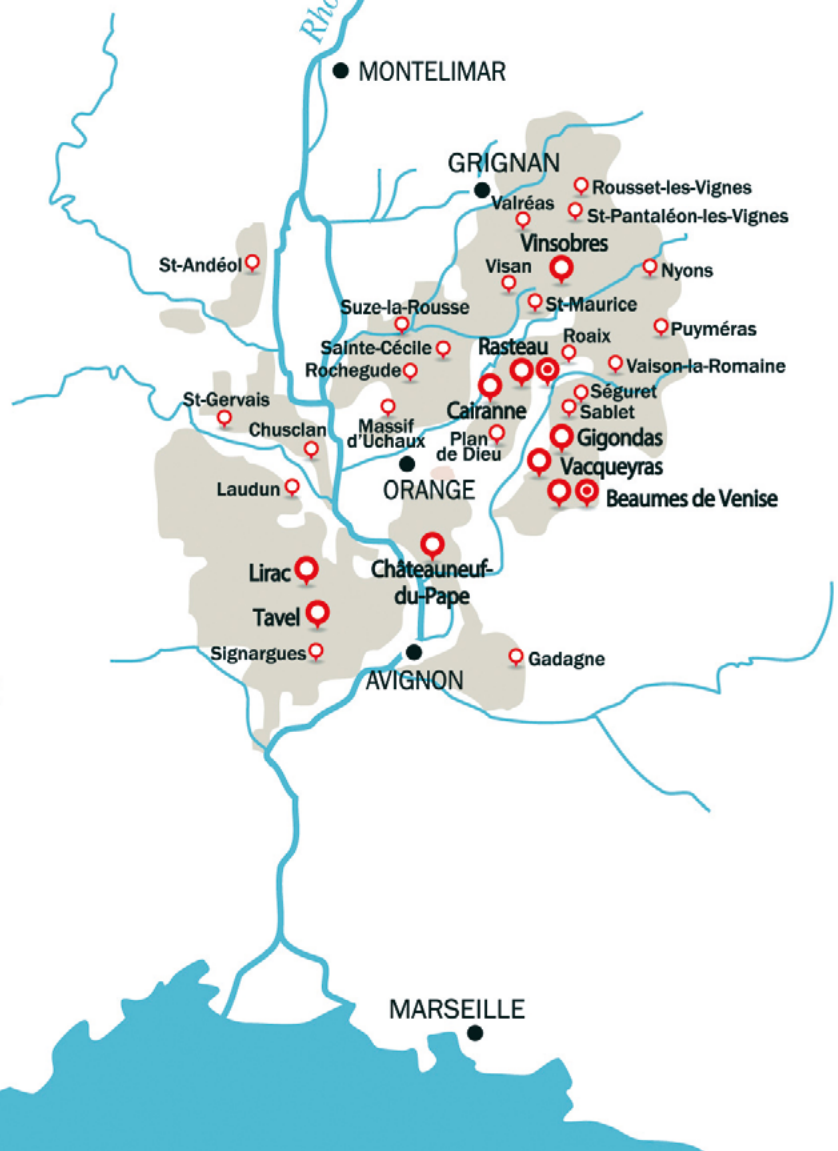 Rho
MONTELIMAR
GRIGNAN
Rousset-les-Vignes
Valréas
St-Pantaléon-les-Vignes
Vinsobres
St-Andéol
Visan
Nyons
Suze-la-Rousse
St-Maurice
Puyméras
Roaix
Sainte-Cécile
Rasteau
Rochegude
Vaison-la-Romaine
St-Gervais
Séguret
Cairanne
Sablet
Massif
d'Uchaux
Chusclan
Plan
de Dieu
Gigondas
Vacqueyras
Laudun
ORANGE
Beaumes de Venise
Lirac
Châteauneuf-
du-Pape
Tavel
Signargues
Gadagne
AVIGNON
MARSEILLE